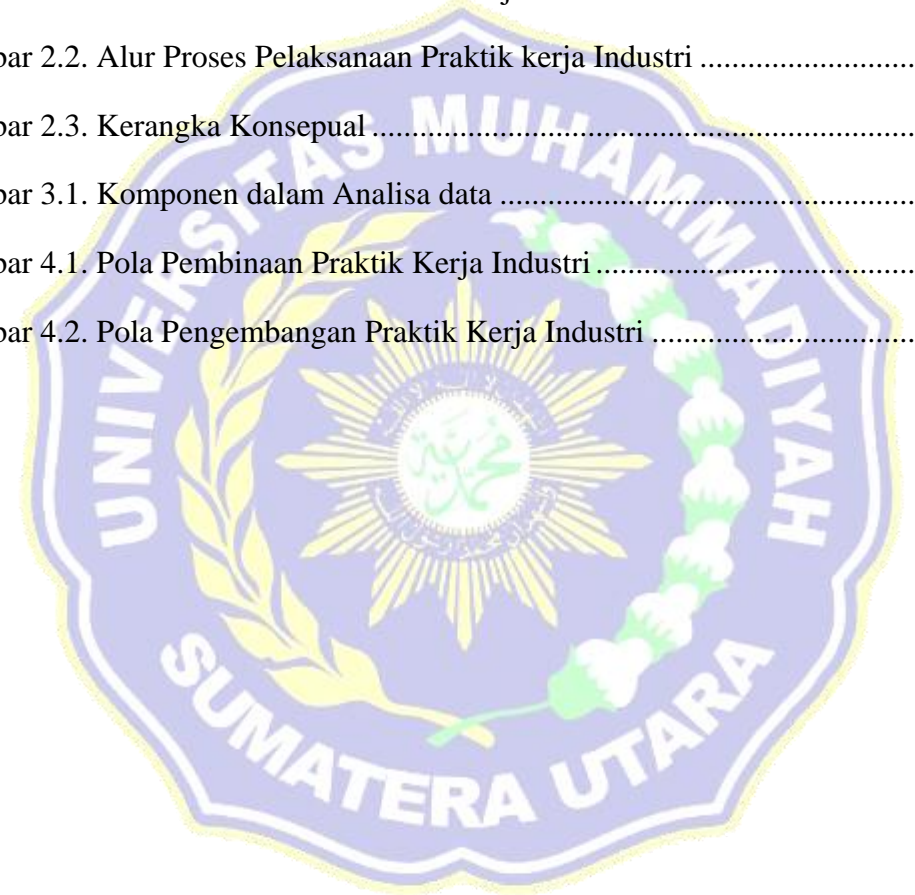 bar 2.2. Alur Proses Pelaksanaan Praktik kerja Industri ...........................
bar 2.3. Kerangka Konsepual ....................................................................
bar 3.1. Komponen dalam Analisa data ....................................................
bar 4.1. Pola Pembinaan Praktik Kerja Industri ........................................
bar 4.2. Pola Pengembangan Praktik Kerja Industri .................................
UNIVERSITAS MUHAMMADIYAH
SUMATERA UTARA
محمدية